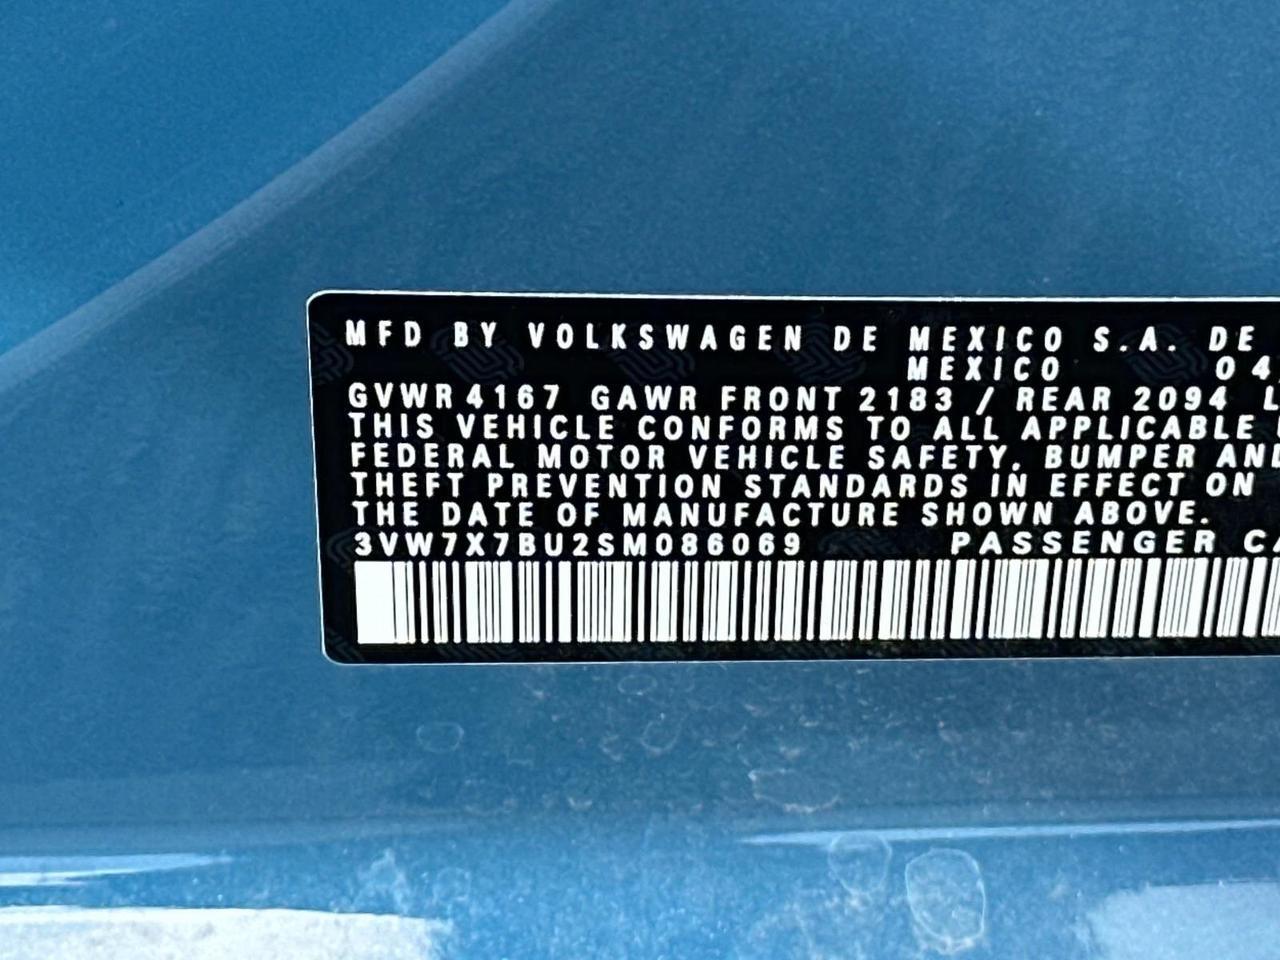 MFD BY VOLKSWAGEN DE MEXICO S.A. DE
MEXICO 04
GVWR 4167 GAWR FRONT 2183 / REAR 2094 L
THIS VEHICLE CONFORMS TO ALL APPLICABLE
FEDERAL MOTOR VEHICLE SAFETY, BUMPER AND
THEFT PREVENTION STANDARDS IN EFFECT ON
THE DATE OF MANUFACTURE SHOWN ABOVE.
3VW7X7BU2SM086069 PASSENGER CA